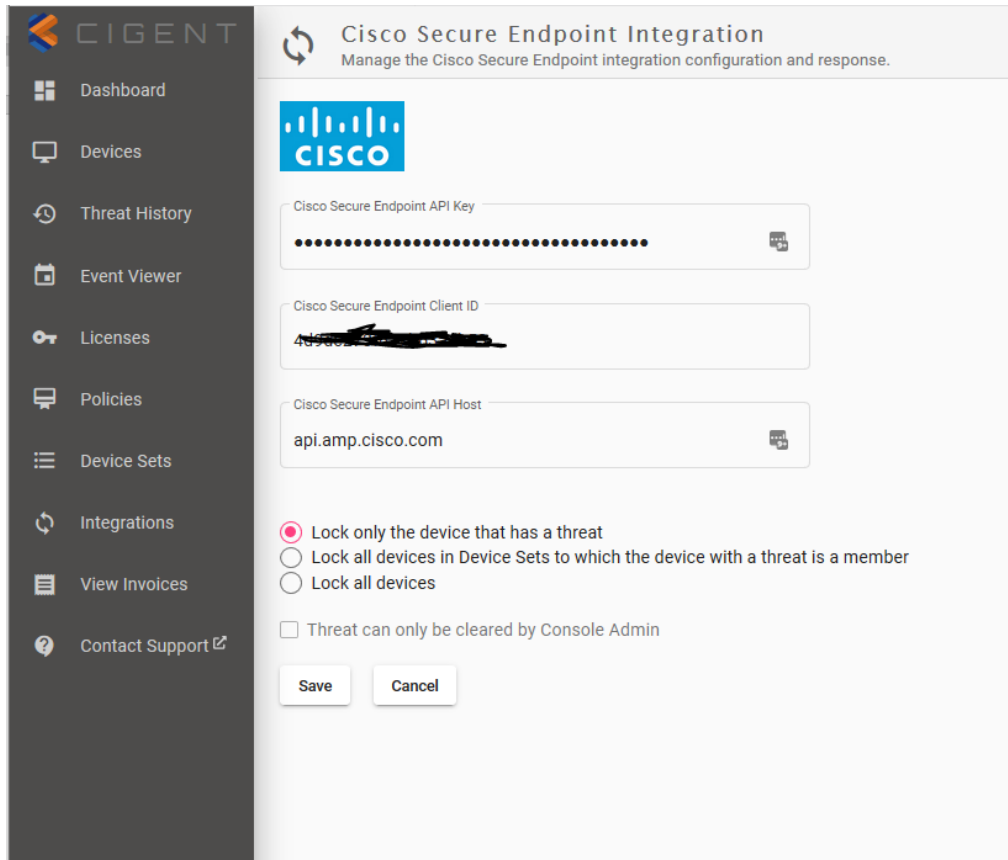 CIGENT
Dashboard
Devices
Threat History
Event Viewer
Licenses
Policies
Device Sets
Integrations
View Invoices
Contact Support
Cisco Secure Endpoint Integration
Manage the Cisco Secure Endpoint integration configuration and response.
CISCO
Cisco Secure Endpoint API Key
•••••••••••••••••••••••••••••••••••••
Cisco Secure Endpoint Client ID
Cisco Secure Endpoint API Host
api.amp.cisco.com
Lock only the device that has a threat
Lock all devices in Device Sets to which the device with a threat is a member
Lock all devices
Threat can only be cleared by Console Admin
Save
Cancel